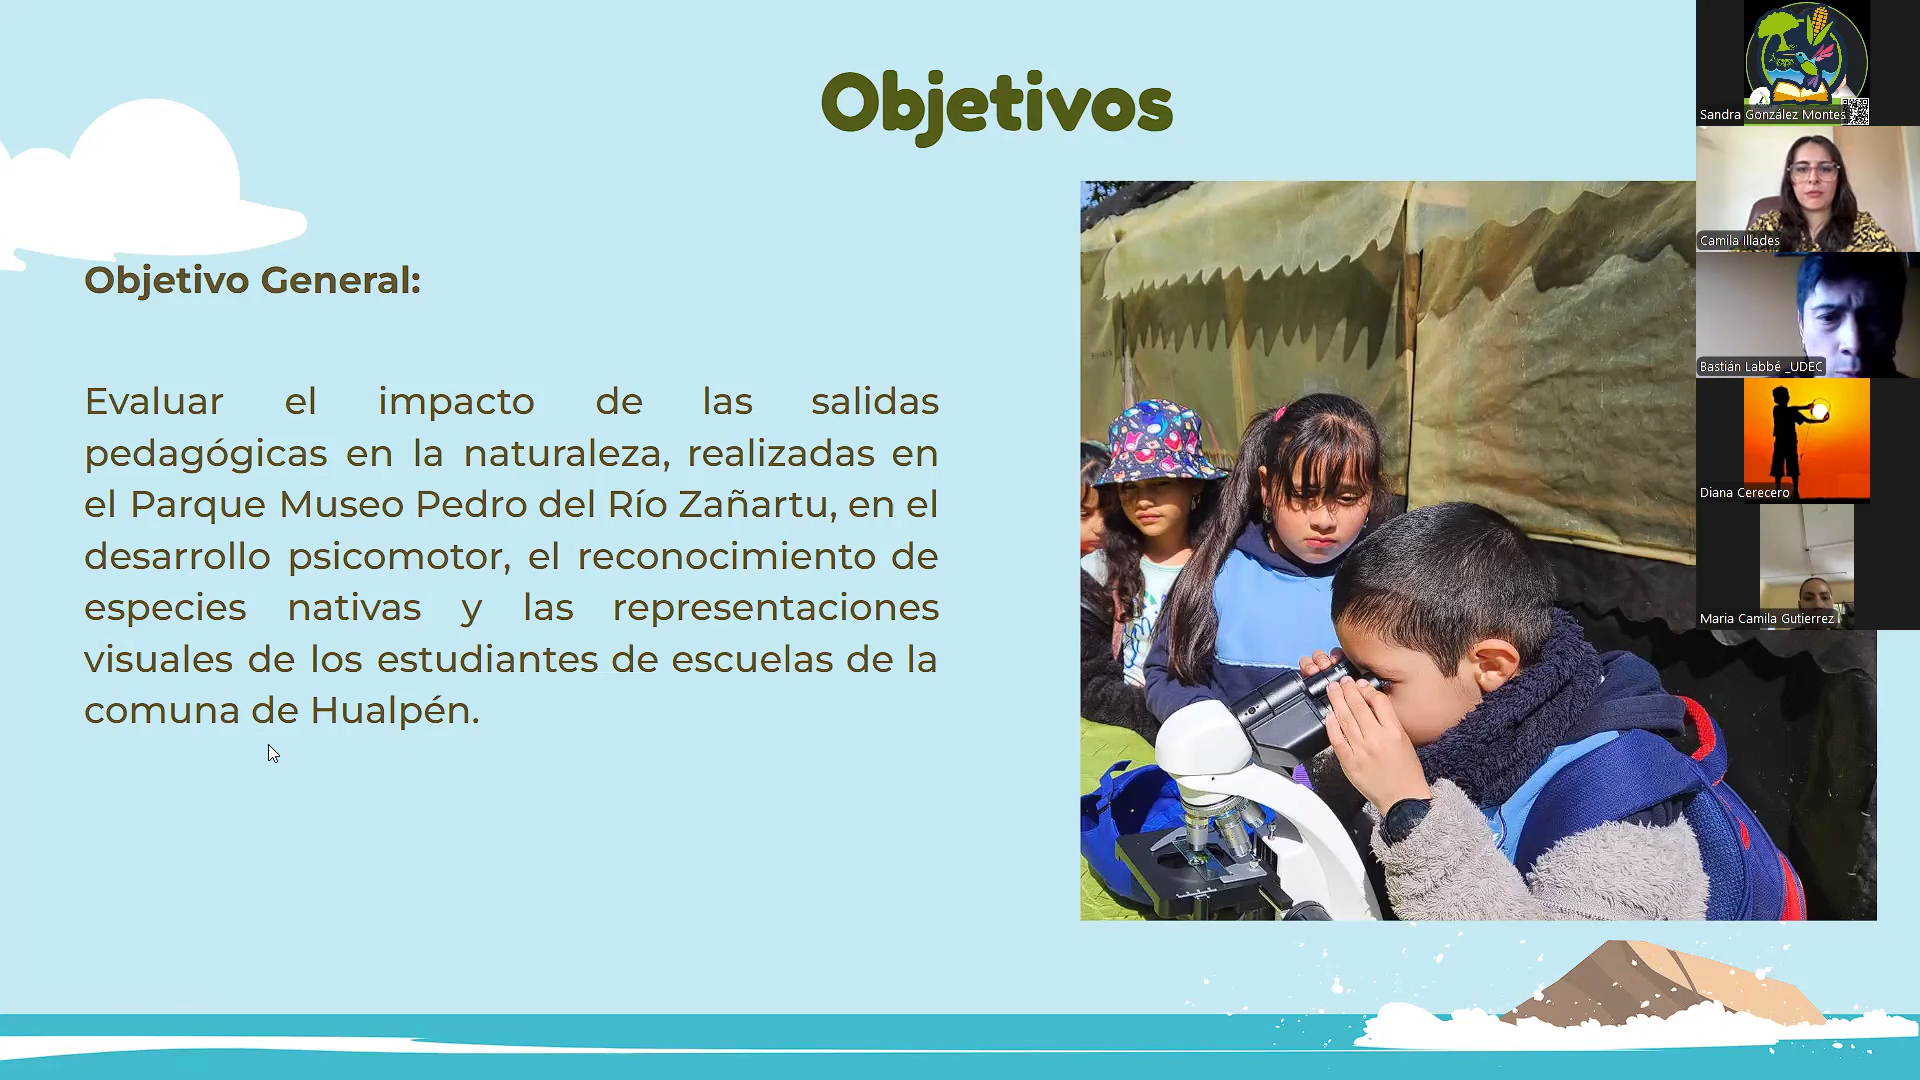 Objetivos
Objetivo General:
Evaluar el impacto de las salidas
pedagógicas en la naturaleza, realizadas en
el Parque Museo Pedro del Río Zañartu, en el
desarrollo psicomotor, el reconocimiento de
especies nativas y las representaciones
visuales de los estudiantes de escuelas de la
comuna de Hualpén.
Sandra González Montes
Camila Illades
Bastián Labbé _UDEC
Diana Cerecero
Maria Camila Gutierrez